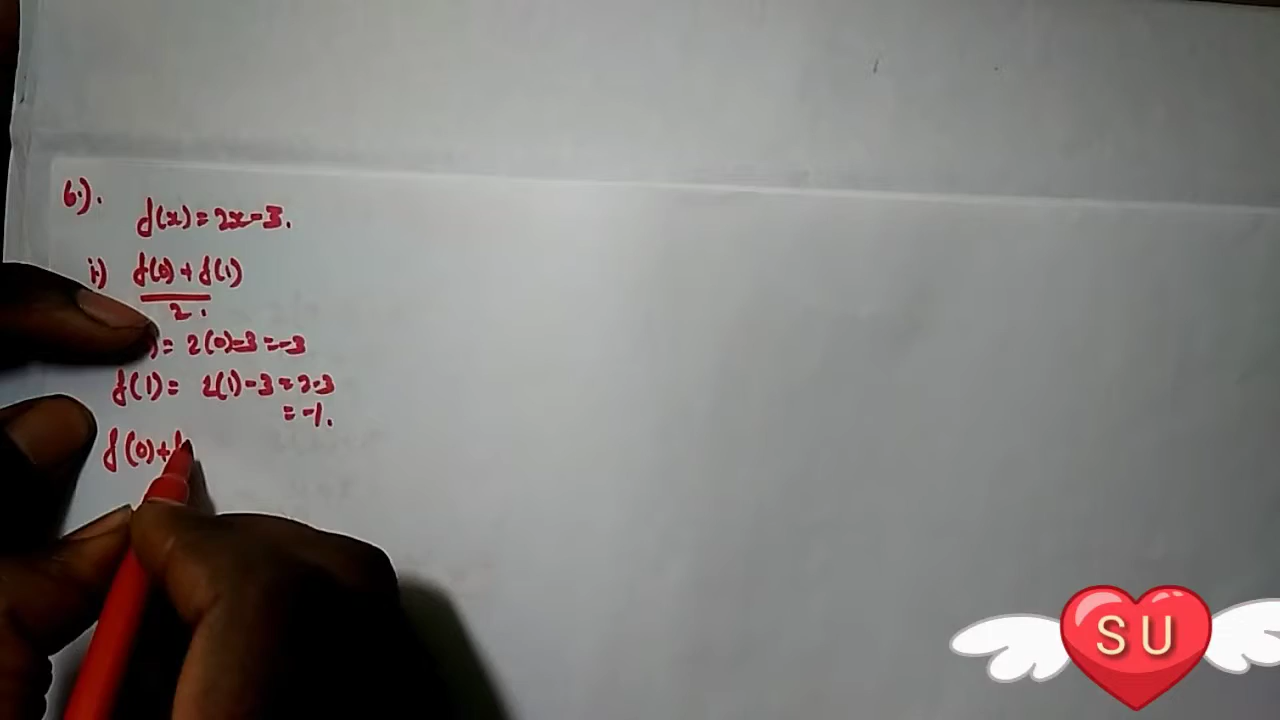 6.).
f(x) = 2x - 3.
i) f(0) + f(1)
2.
) = 2(0) - 3 = -3
f(1) = 2(1) - 3 = 2 - 3
= -1.
f(0) + f
SU